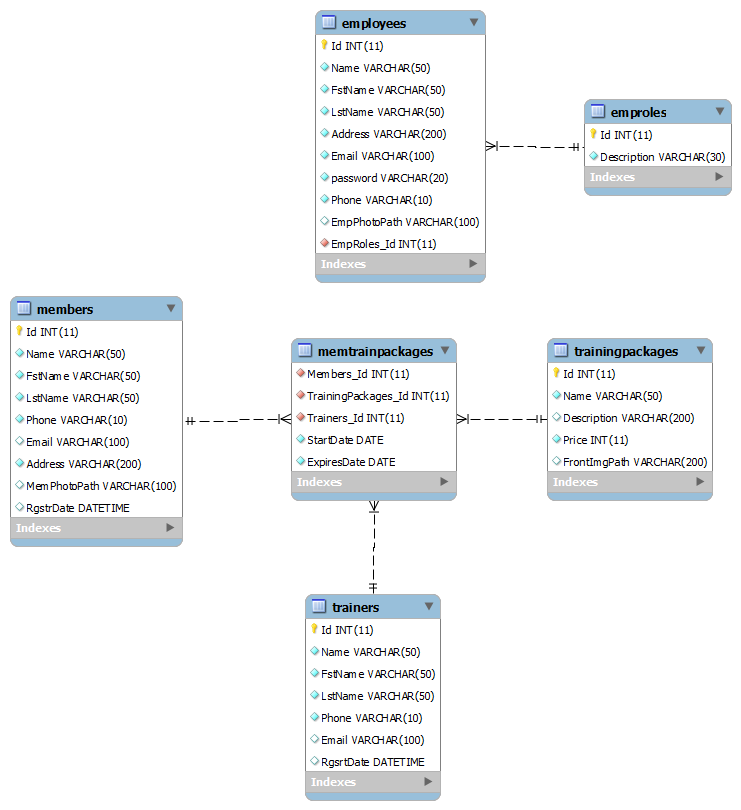 employees
Id INT(11)
Name VARCHAR(50)
FstName VARCHAR(50)
LstName VARCHAR(50)
Address VARCHAR(200)
Email VARCHAR(100)
password VARCHAR(20)
Phone VARCHAR(10)
EmpPhotoPath VARCHAR(100)
EmpRoles_Id INT(11)
Indexes
emproles
Id INT(11)
Description VARCHAR(30)
Indexes
members
Id INT(11)
Name VARCHAR(50)
FstName VARCHAR(50)
LstName VARCHAR(50)
Phone VARCHAR(10)
Email VARCHAR(100)
Address VARCHAR(200)
MemPhotoPath VARCHAR(100)
RgstrDate DATETIME
Indexes
memtrainpackages
Members_Id INT(11)
TrainingPackages_Id INT(11)
Trainers_Id INT(11)
StartDate DATE
ExpiresDate DATE
Indexes
trainingpackages
Id INT(11)
Name VARCHAR(50)
Description VARCHAR(200)
Price INT(11)
FrontImgPath VARCHAR(200)
Indexes
trainers
Id INT(11)
Name VARCHAR(50)
FstName VARCHAR(50)
LstName VARCHAR(50)
Phone VARCHAR(10)
Email VARCHAR(100)
RgsrtDate DATETIME
Indexes